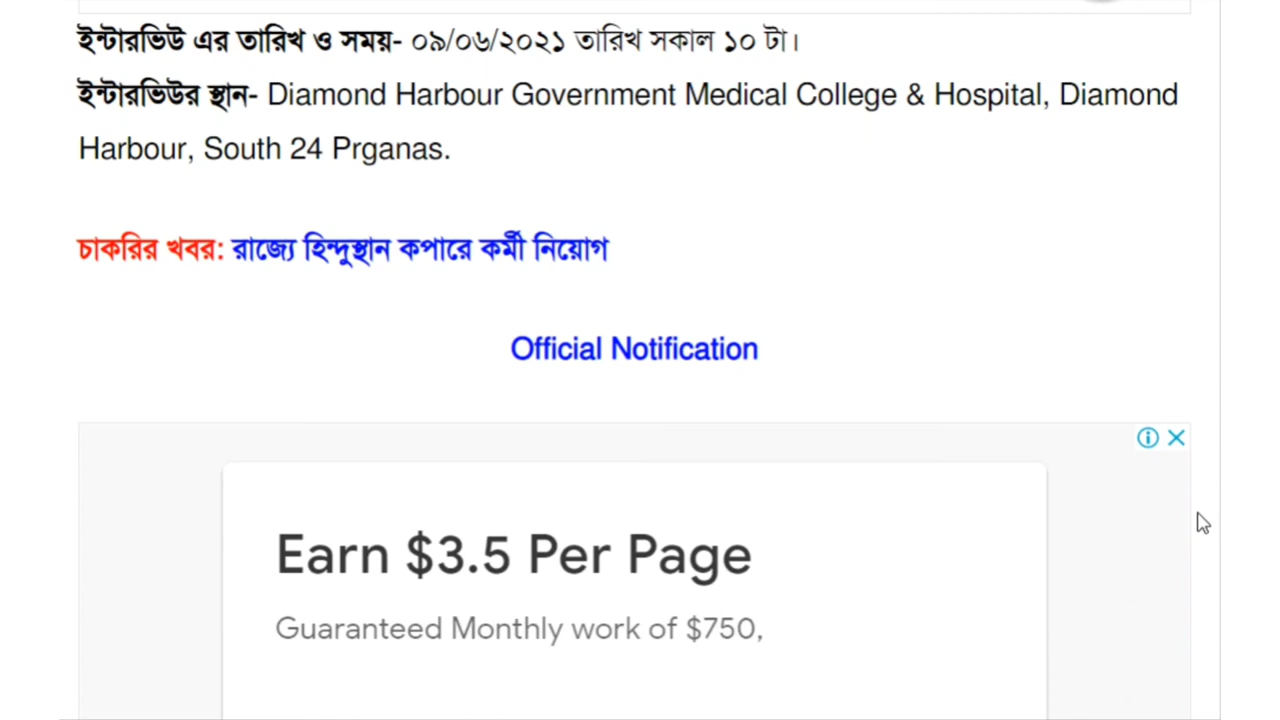 ইন্টারভিউ এর তারিখ ও সময়- ০৯/০৬/২০২১ তারিখ সকাল ১০ টা।
ইন্টারভিউর স্থান- Diamond Harbour Government Medical College & Hospital, Diamond
Harbour, South 24 Prganas.
চাকরির খবর: রাজ্যে হিন্দুস্থান কপারে কর্মী নিয়োগ
Official Notification
Earn $3.5 Per Page
Guaranteed Monthly work of $750,